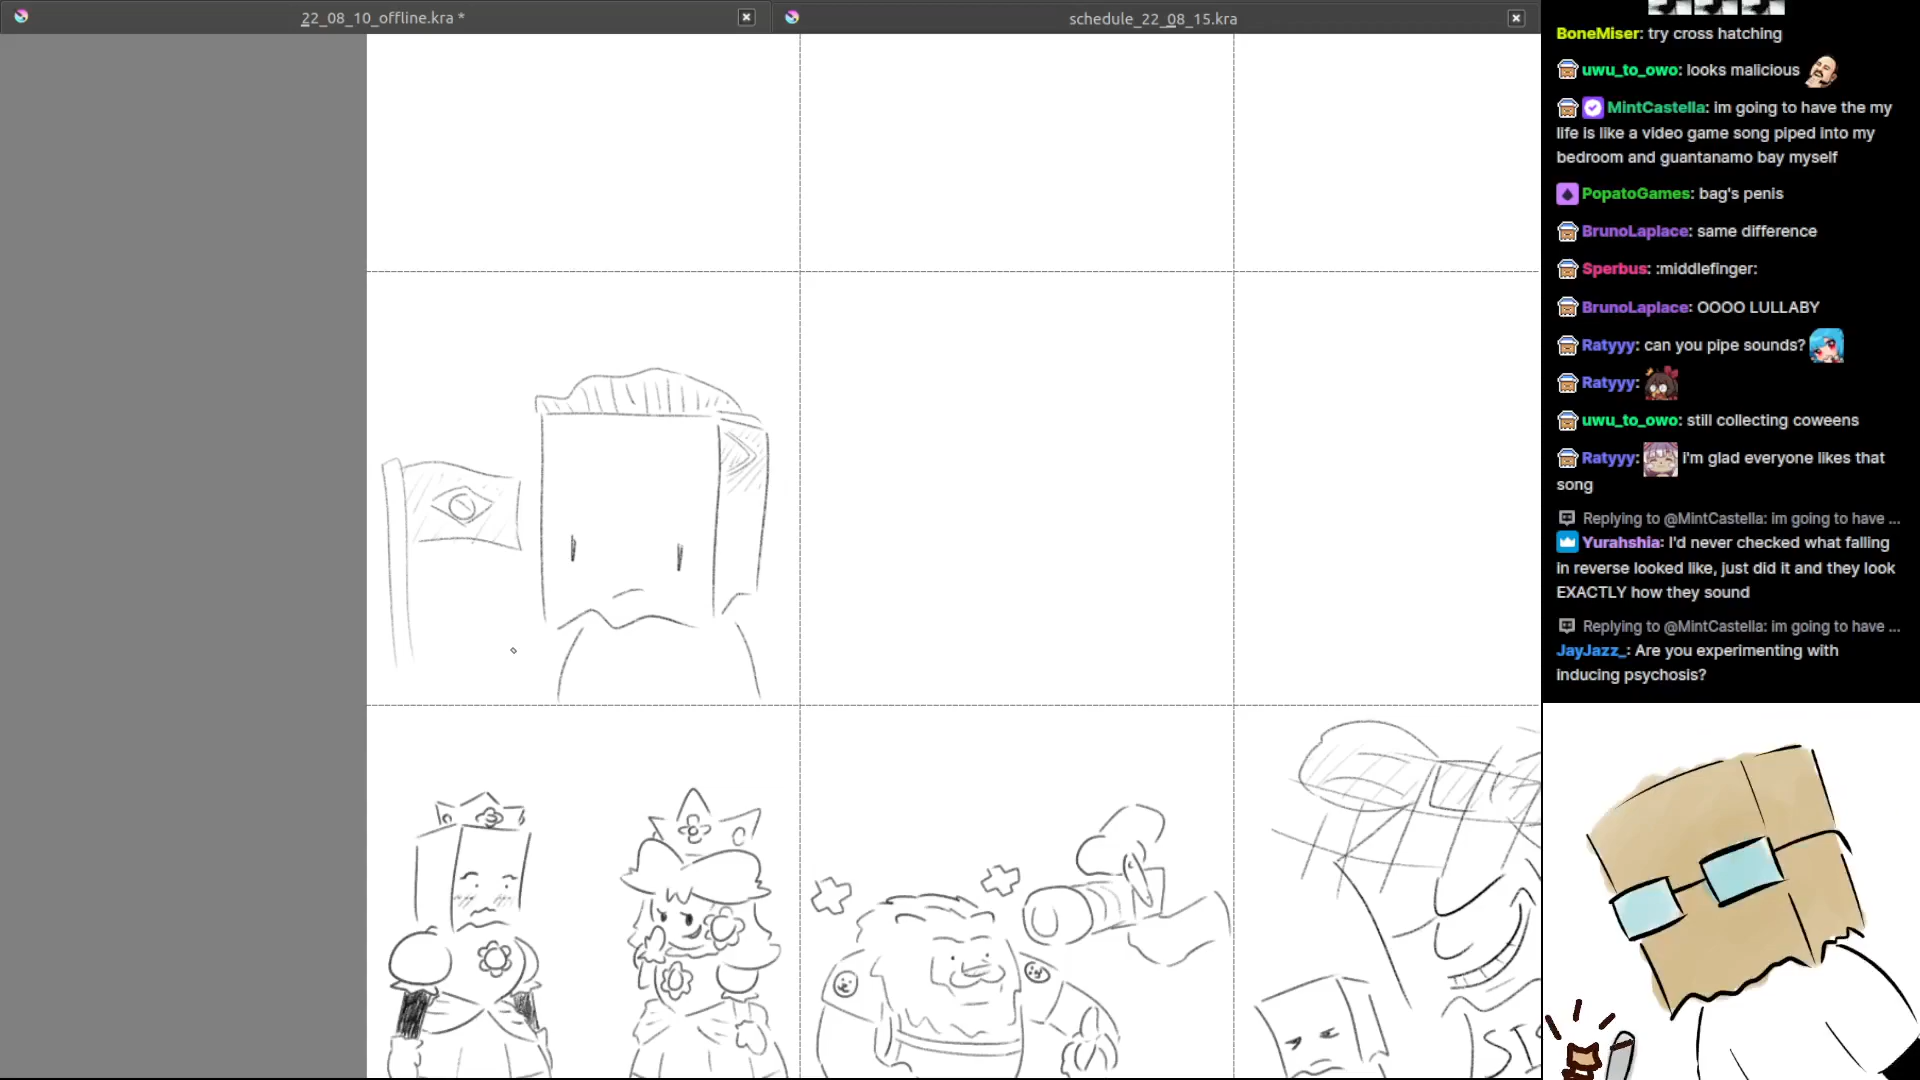 22_08_10_offline.kra *
schedule_22_08_15.kra
BoneMiser: try cross hatching
uwu_to_owo: looks malicious
MintCastella: im going to have the my
life is like a video game song piped into my
bedroom and guantanamo bay myself
PopatoGames: bag's penis
BrunoLaplace: same difference
Sperbus: :middlefinger:
BrunoLaplace: OOOO LULLABY
Ratyyy: can you pipe sounds?
Ratyyy:
uwu_to_owo: still collecting coweens
Ratyyy: I'm glad everyone likes that
song
Replying to @MintCastella: im going to have ...
Yurahshia: I'd never checked what falling
in reverse looked like, just did it and they look
EXACTLY how they sound
Replying to @MintCastella: im going to have ...
JayJazz_: Are you experimenting with
inducing psychosis?